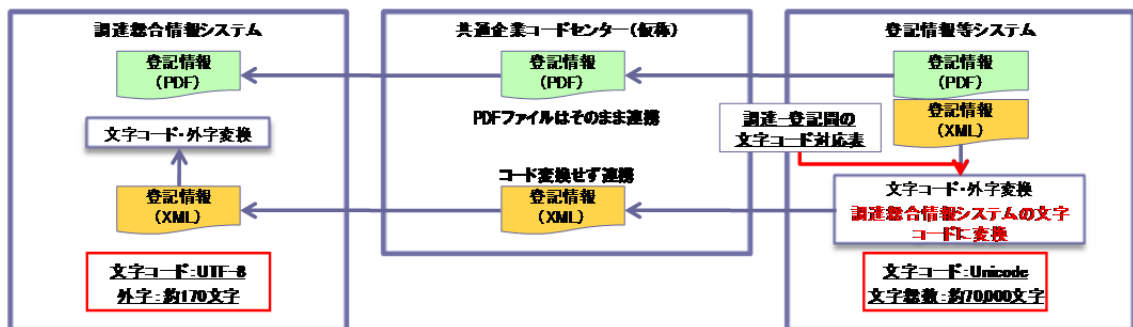 調達総合情報システム
登記情報
(PDF)
文字コード・外字変換
登記情報
(XML)
文字コード:UTF-8
外字:約170文字
共通企業コードセンター(仮称)
登記情報
(PDF)
PDFファイルはそのまま連携
コード変換せず連携
登記情報
(XML)
登記情報等システム
登記情報
(PDF)
登記情報
(XML)
調達-登記間の
文字コード対応表
文字コード・外字変換
調達総合情報システムの文字
コードに変換
文字コード:Unicode
文字総数:約70,000文字